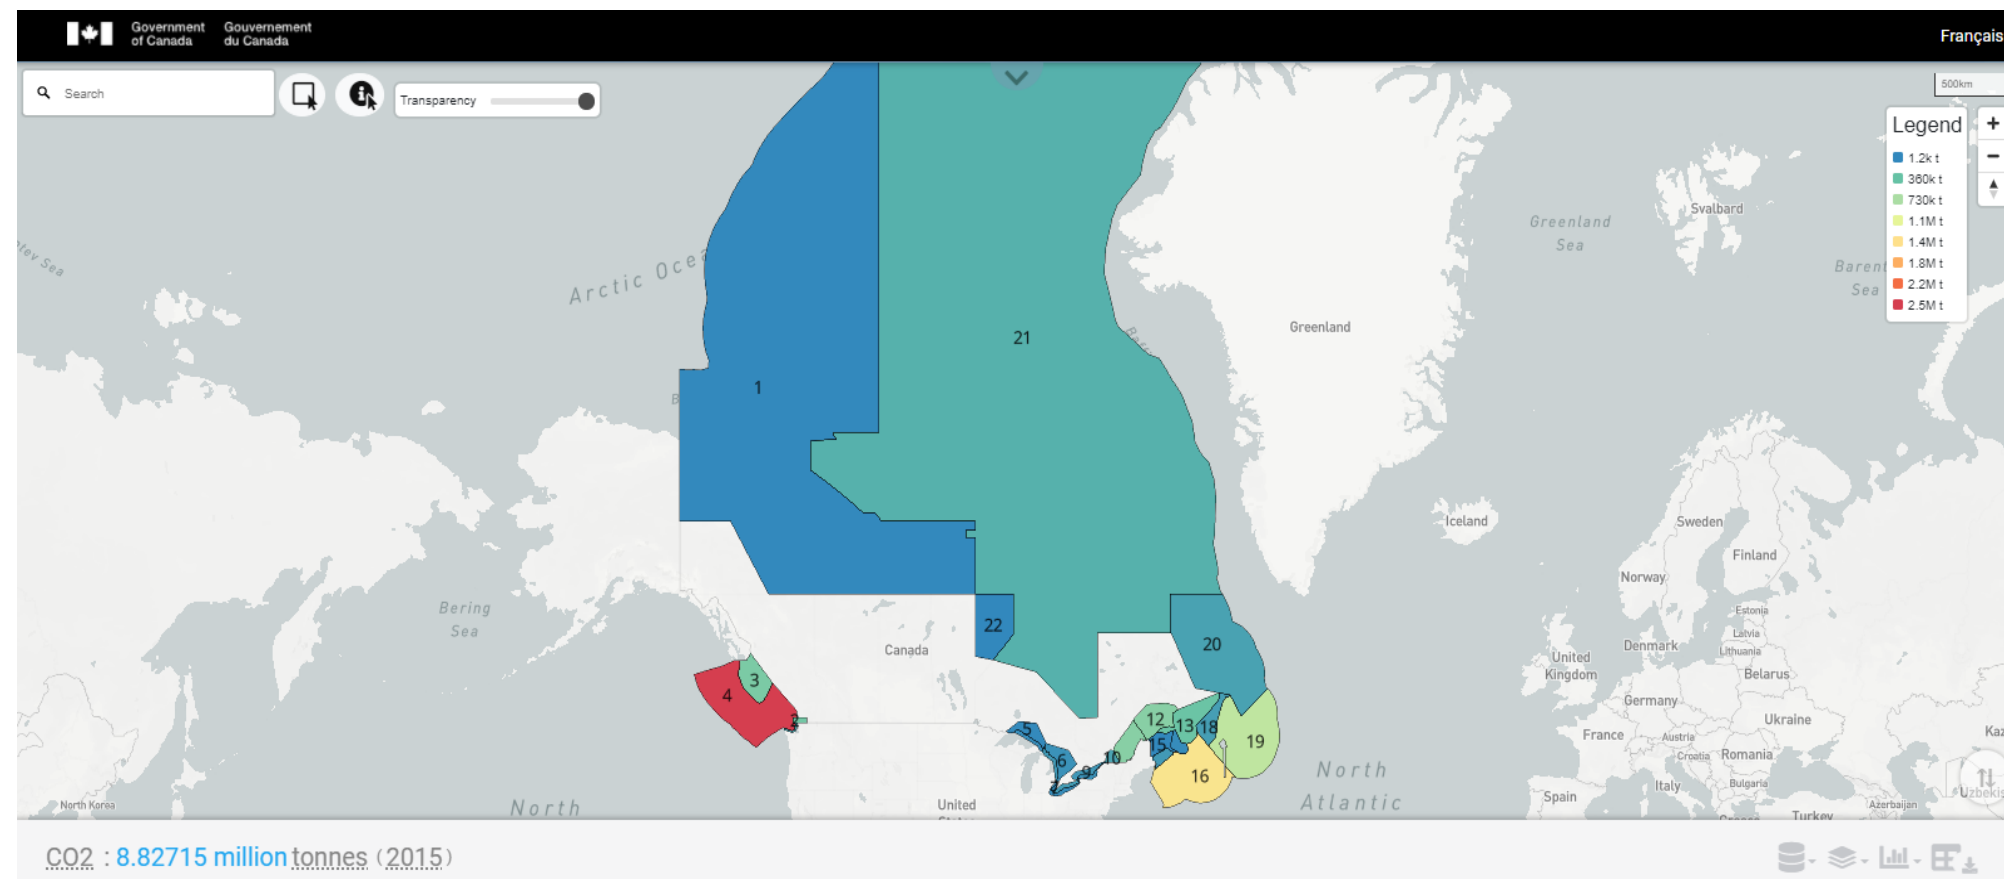 Government
of Canada
Gouvernement
du Canada
Français
Search
Transparency
500km
Legend
1.2k t
360k t
730k t
1.1M t
1.4M t
1.8M t
2.2M t
2.5M t
Svalbard
Greenland
Sea
Barent
Sea
Arctic Ocea
Greenland
21
1
Iceland
Sweden
Finland
Norway
Bering
Sea
22
Canada
20
Estonia
Latvia
Lithuania
Denmark
United
Kingdom
Belarus
3
4
Germany
Ukraine
2
12
13
18
5
15
19
France
Austria
Croatia
Romania
Kaz
6
10
9
16
North
Atlantic
Spain
Italy
Bulgaria
Uzbekis
North Korea
North
United
Azerbaijan
Turkey
CO2 : 8.82715 million tonnes (2015)